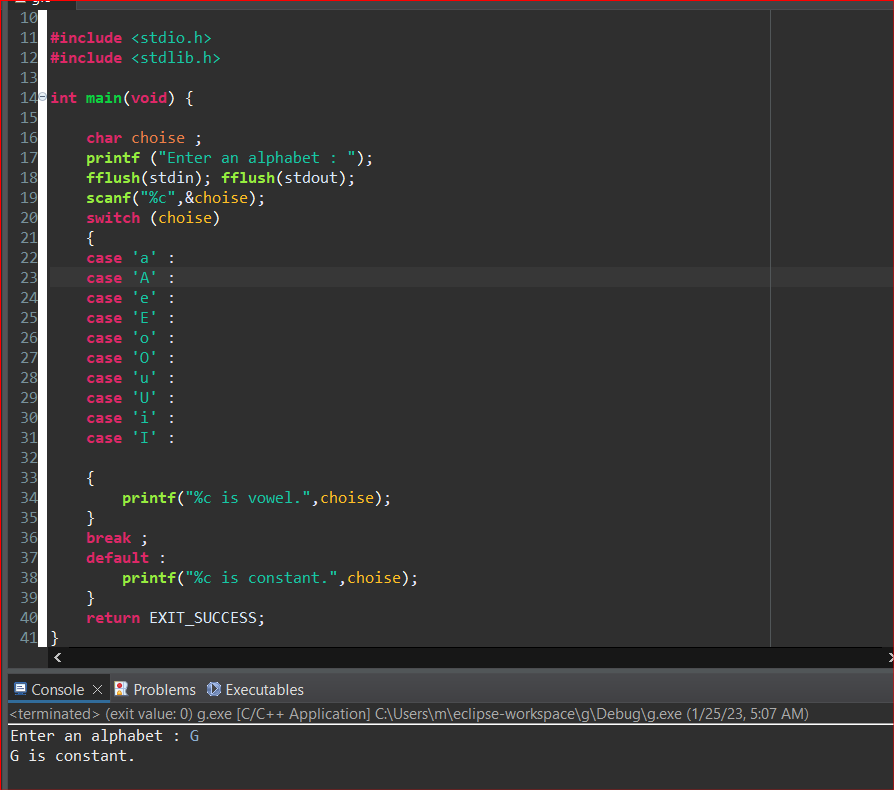 10
11 #include <stdio.h>
12 #include <stdlib.h>
13
14 int main(void) {
15
16 char choise ;
17 printf ("Enter an alphabet : ");
18 fflush(stdin); fflush(stdout);
19 scanf("%c",&choise);
20 switch (choise)
21 {
22 case 'a' :
23 case 'A' :
24 case 'e' :
25 case 'E' :
26 case 'o' :
27 case 'O' :
28 case 'u' :
29 case 'U' :
30 case 'i' :
31 case 'I' :
32
33 {
34 printf("%c is vowel.",choise);
35 }
36 break ;
37 default :
38 printf("%c is constant.",choise);
39 }
40 return EXIT_SUCCESS;
41 }
Console Problems Executables
<terminated> (exit value: 0) g.exe [C/C++ Application] C:\Users\m\eclipse-workspace\g\Debug\g.exe (1/25/23, 5:07 AM)
Enter an alphabet : G
G is constant.